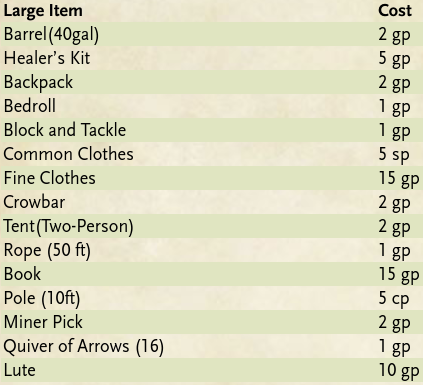 Large Item Cost
Barrel(40gal) 2 gp
Healer's Kit 5 gp
Backpack 2 gp
Bedroll 1 gp
Block and Tackle 1 gp
Common Clothes 5 sp
Fine Clothes 15 gp
Crowbar 2 gp
Tent(Two-Person) 2 gp
Rope (50 ft) 1 gp
Book 15 gp
Pole (10ft) 5 cp
Miner Pick 2 gp
Quiver of Arrows (16) 1 gp
Lute 10 gp